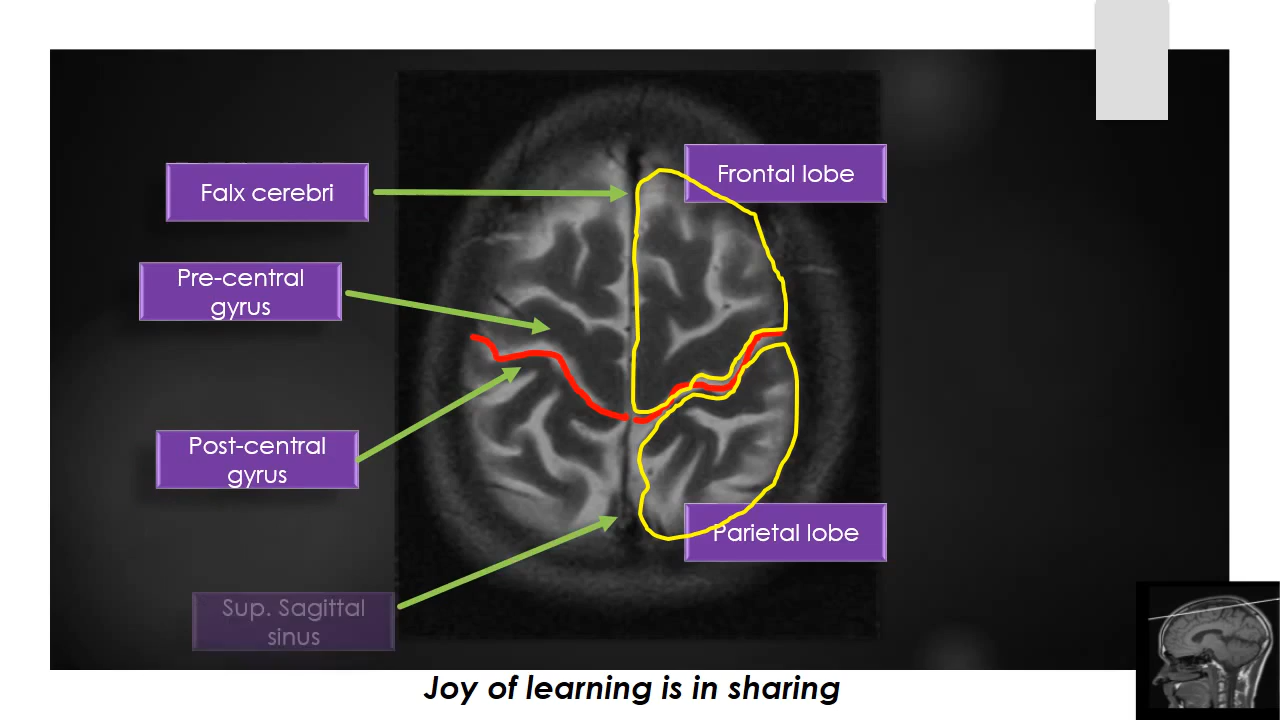 Frontal lobe
Falx cerebri
Pre-central
gyrus
Post-central
gyrus
Parietal lobe
Sup. Sagittal
sinus
Joy of learning is in sharing